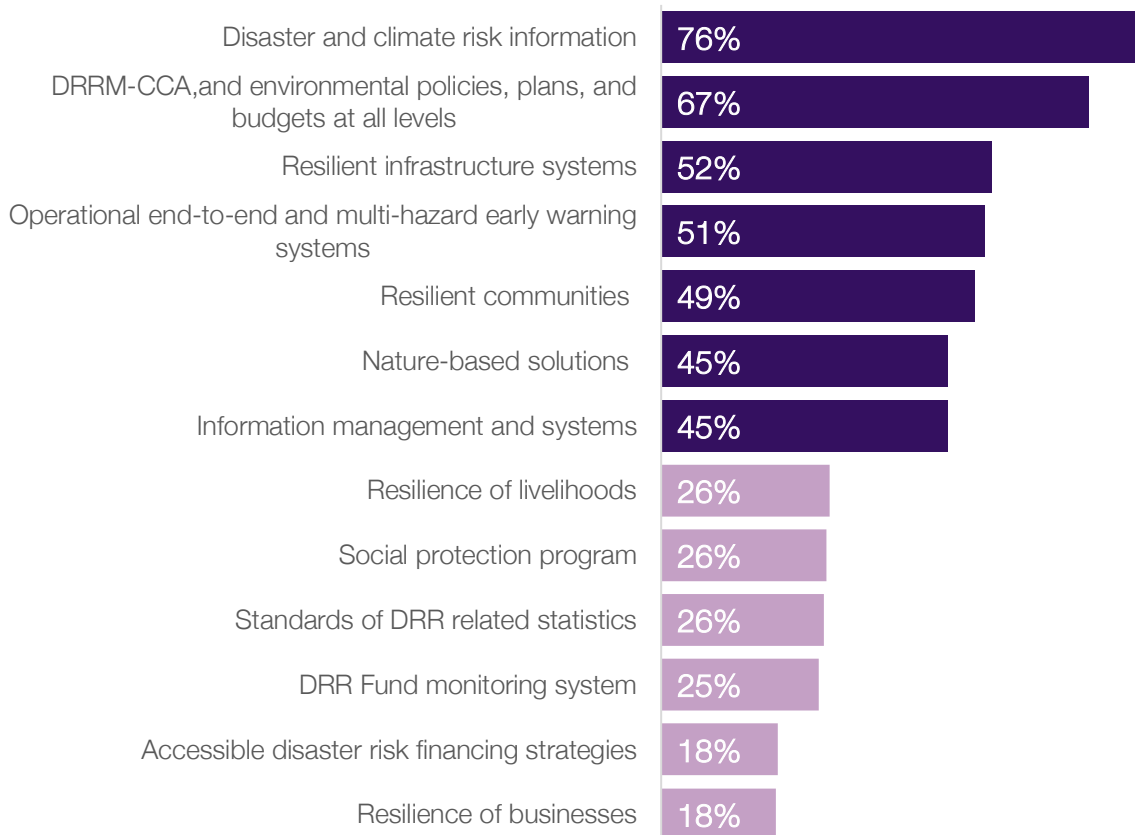 Disaster and climate risk information 76%
DRRM-CCA,and environmental policies, plans, and
budgets at all levels 67%
Resilient infrastructure systems 52%
Operational end-to-end and multi-hazard early warning
systems 51%
Resilient communities 49%
Nature-based solutions 45%
Information management and systems 45%
Resilience of livelihoods 26%
Social protection program 26%
Standards of DRR related statistics 26%
DRR Fund monitoring system 25%
Accessible disaster risk financing strategies 18%
Resilience of businesses 18%